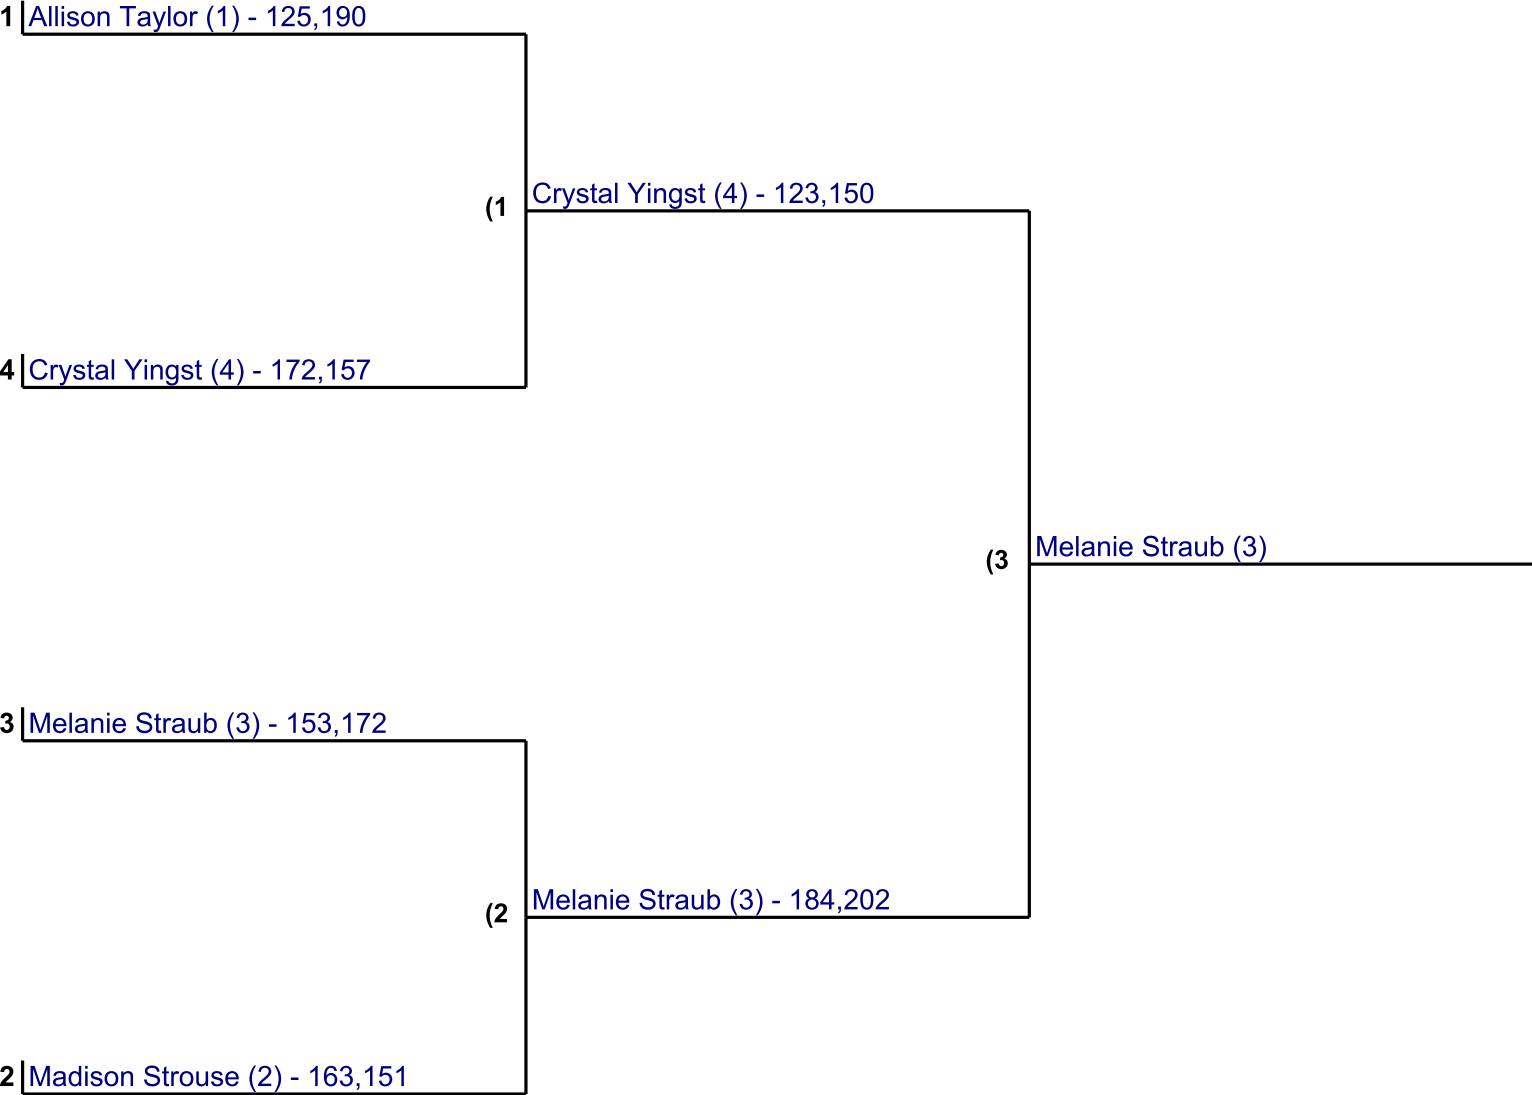 1 Allison Taylor (1) - 125,190
(1 Crystal Yingst (4) - 123,150
4 Crystal Yingst (4) - 172,157
(3 Melanie Straub (3)
3 Melanie Straub (3) - 153,172
(2 Melanie Straub (3) - 184,202
2 Madison Strouse (2) - 163,151